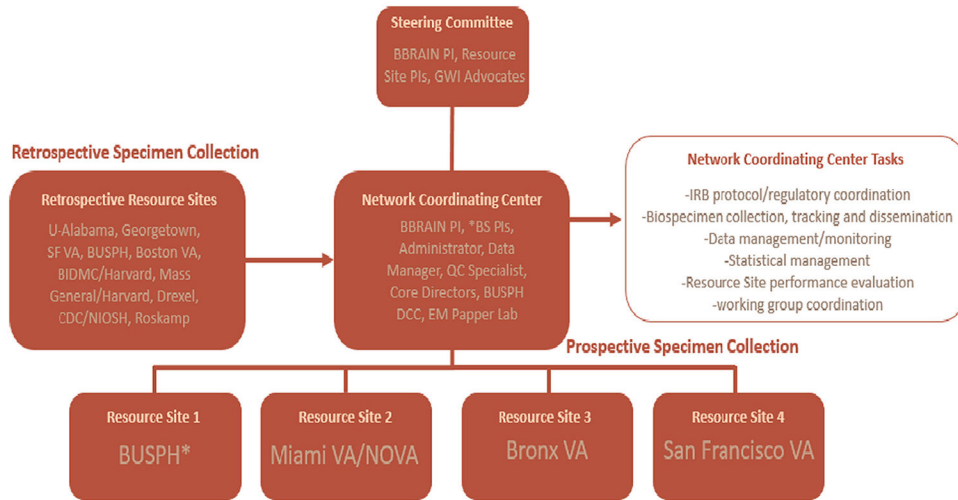 Steering Committee
BBRAIN PI, Resource
Site PIs, GWI Advocates
Retrospective Specimen Collection
Retrospective Resource Sites
U-Alabama, Georgetown,
SF VA, BUSPH, Boston VA,
BIDMC/Harvard, Mass
General/Harvard, Drexel,
CDC/NIOSH, Roskamp
Network Coordinating Center
BBRAIN PI, *BS PIs,
Administrator, Data
Manager, QC Specialist,
Core Directors, BUSPH
DCC, EM Papper Lab
Network Coordinating Center Tasks
-IRB protocol/regulatory coordination
-Biospecimen collection, tracking and dissemination
-Data management/monitoring
-Statistical management
-Resource Site performance evaluation
-working group coordination
Prospective Specimen Collection
Resource Site 1
BUSPH*
Resource Site 2
Miami VA/NOVA
Resource Site 3
Bronx VA
Resource Site 4
San Francisco VA